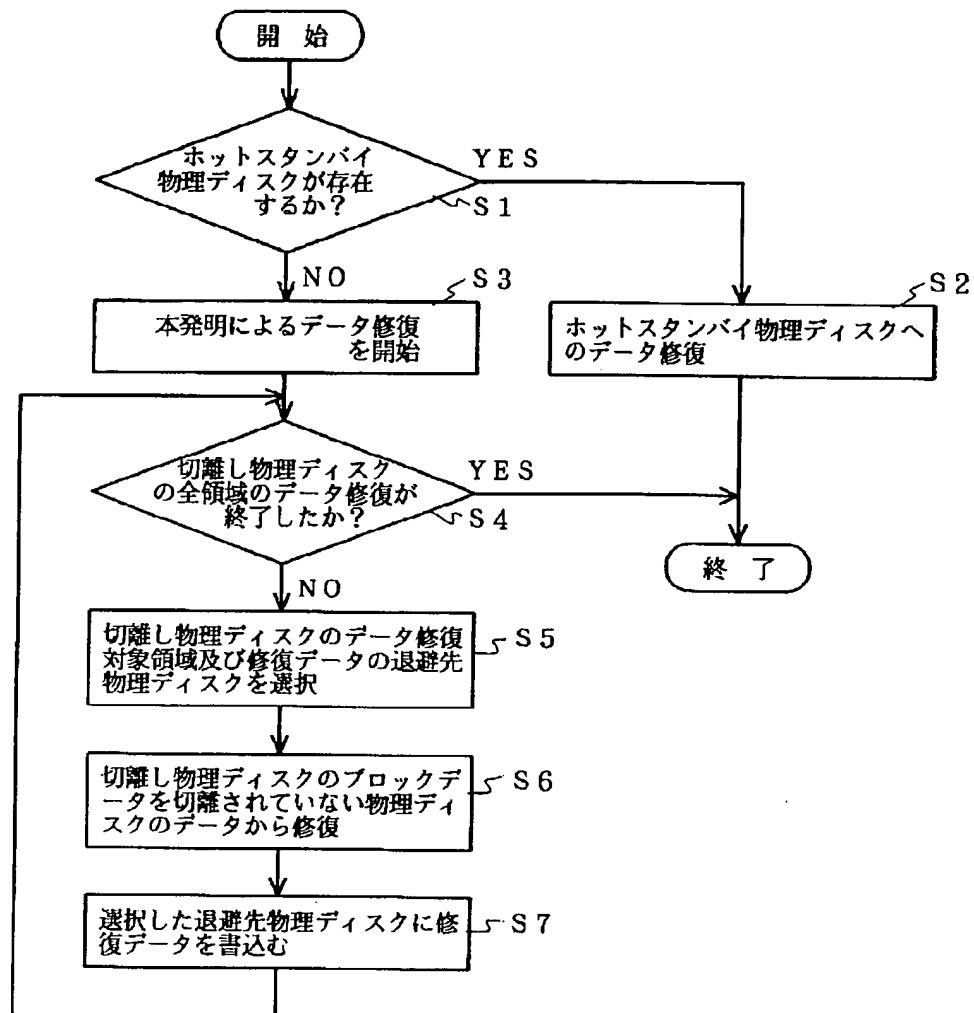 開 始
ホットスタンバイ
物理ディスクが存在
するか？
YES
S1
NO
S3
本発明によるデータ修復
を開始
S2
ホットスタンバイ物理ディスクへ
のデータ修復
切離し物理ディスク
の全領域のデータ修復が
終了したか？
YES
S4
終 了
NO
切離し物理ディスクのデータ修復
対象領域及び修復データの退避先
物理ディスクを選択
S5
切離し物理ディスクのブロックデ
ータを切離されていない物理ディ
スクのデータから修復
S6
選択した退避先物理ディスクに修
復データを書込む
S7